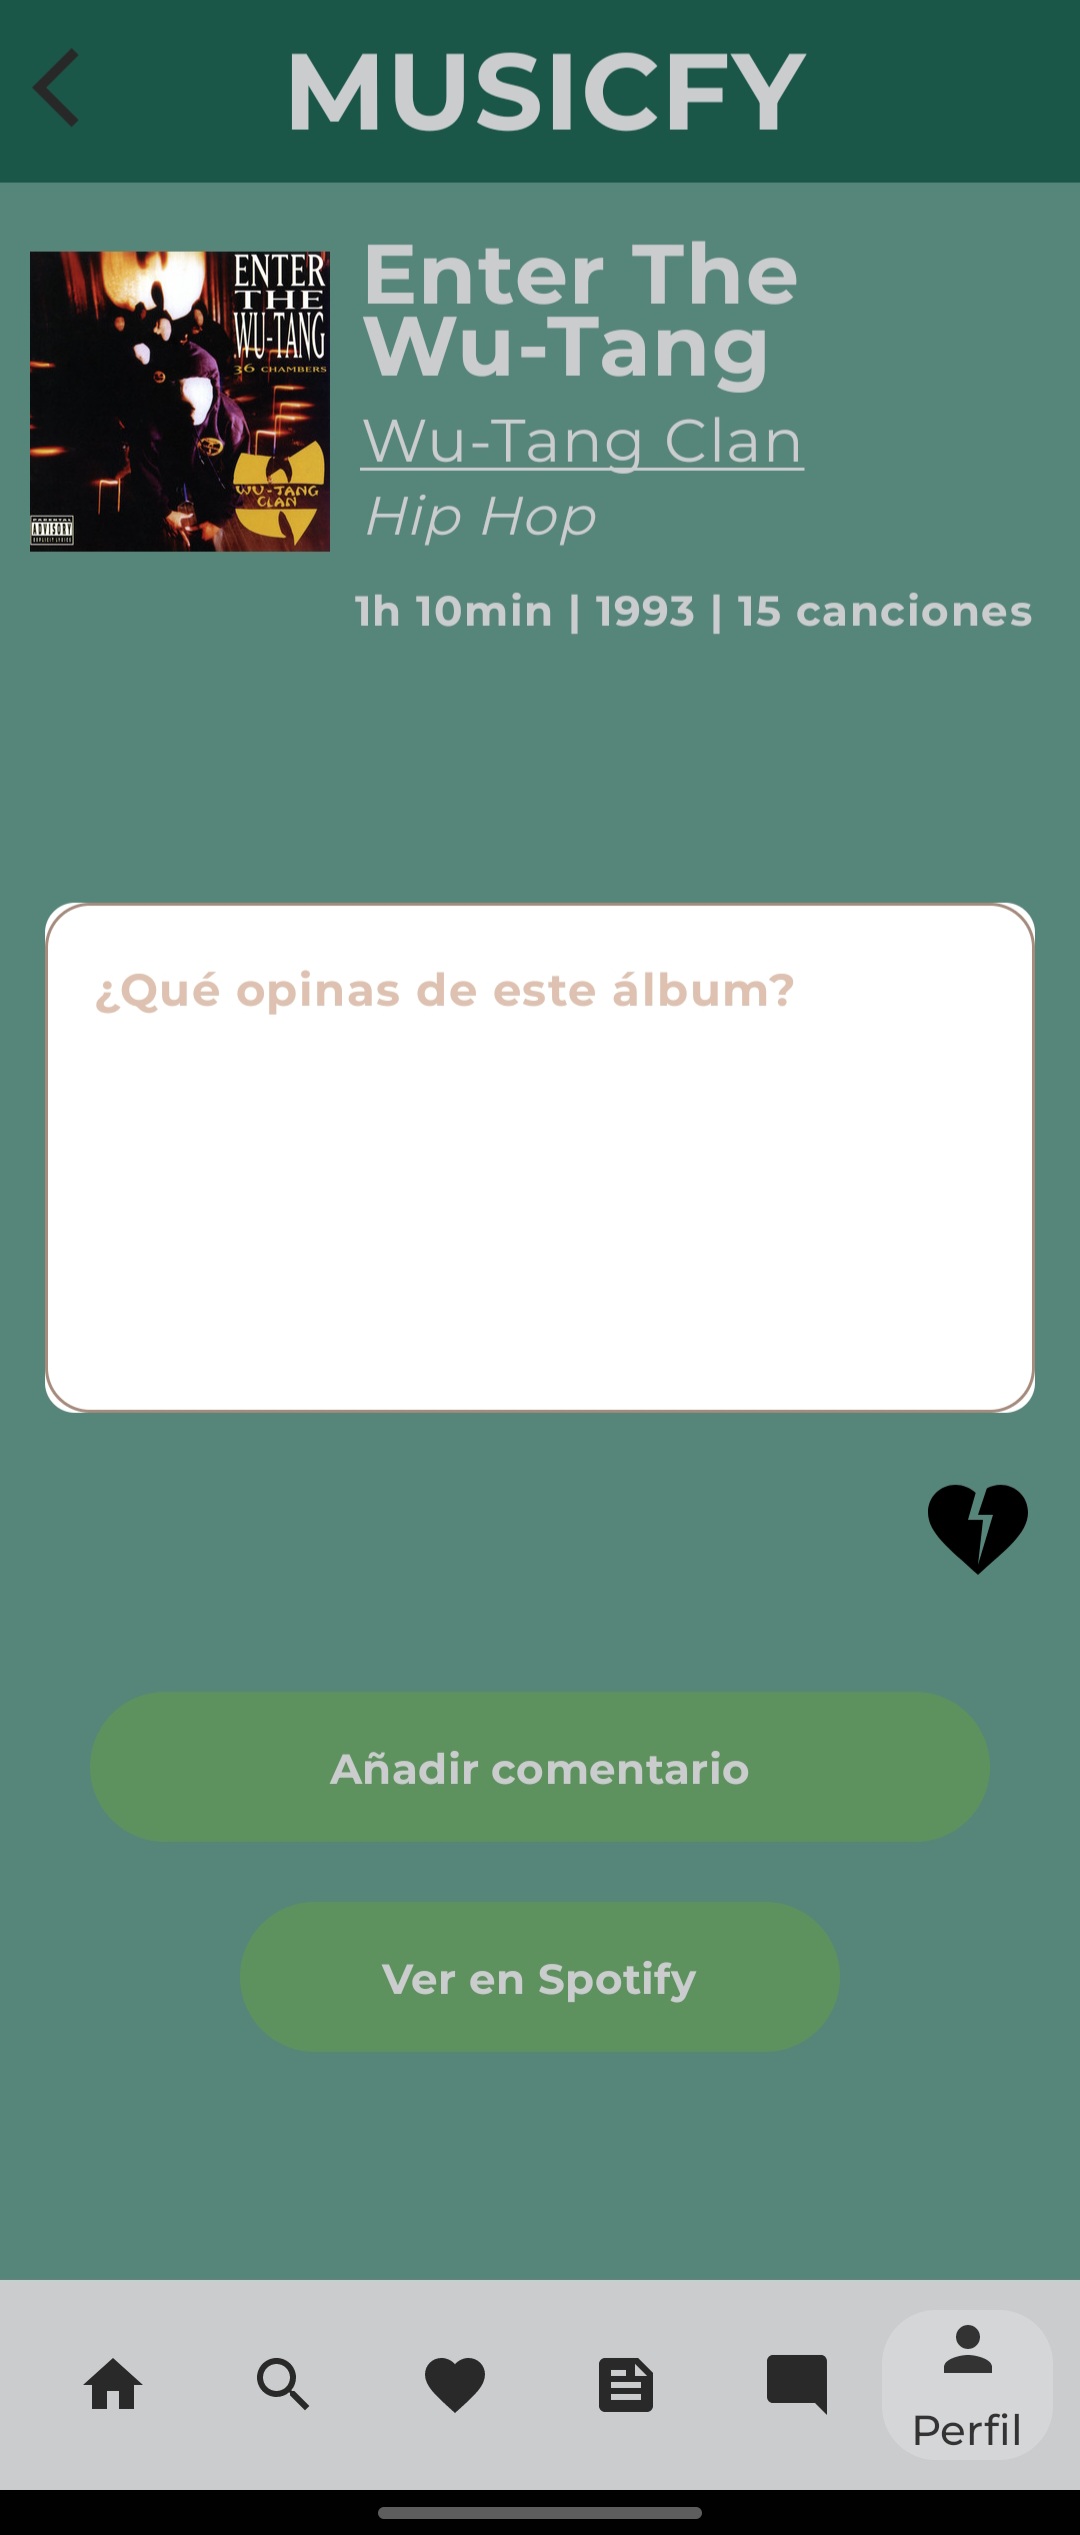 MUSICFY
ENTER
THE
WU-TANG
36 CHAMBERS
WU-TANG
CLAN
PARENTAL
ADVISORY
EXPLICIT LYRICS
Enter The
Wu-Tang
Wu-Tang Clan
Hip Hop
1h 10min | 1993 | 15 canciones
¿Qué opinas de este álbum?
Añadir comentario
Ver en Spotify
Perfil